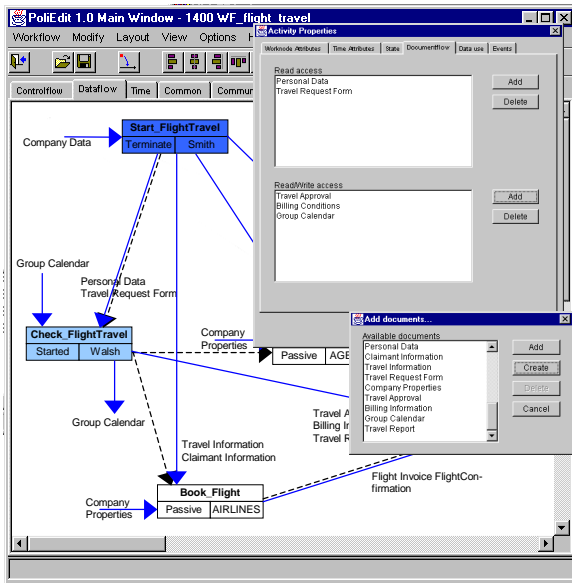 PoliEdit 1.0 Main Window - 1400 WF_flight_travel
Workflow Modify Layout View Options
Controlflow Dataflow Time Common
Company Data
Start_FlightTravel
Terminate Smith
Group Calendar
Personal Data
Travel Request Form
Check_FlightTravel
Started Walsh
Company
Properties
Passive AGE
Group Calendar
Travel Information
Claimant Information
Travel A
Billing I
Travel R
Book_Flight
Passive AIRLINES
Company
Properties
Flight Invoice FlightCon-
firmation
Activity Properties
Worknode Attributes Time Attributes State Documentflow Data use Events
Read access
Personal Data
Travel Request Form
Add
Delete
Read/Write access
Travel Approval
Billing Conditions
Group Calendar
Add
Delete
Add documents...
Available documents
Personal Data
Claimant Information
Travel Information
Travel Request Form
Company Properties
Travel Approval
Billing Information
Group Calendar
Travel Report
Add
Create
Delete
Cancel